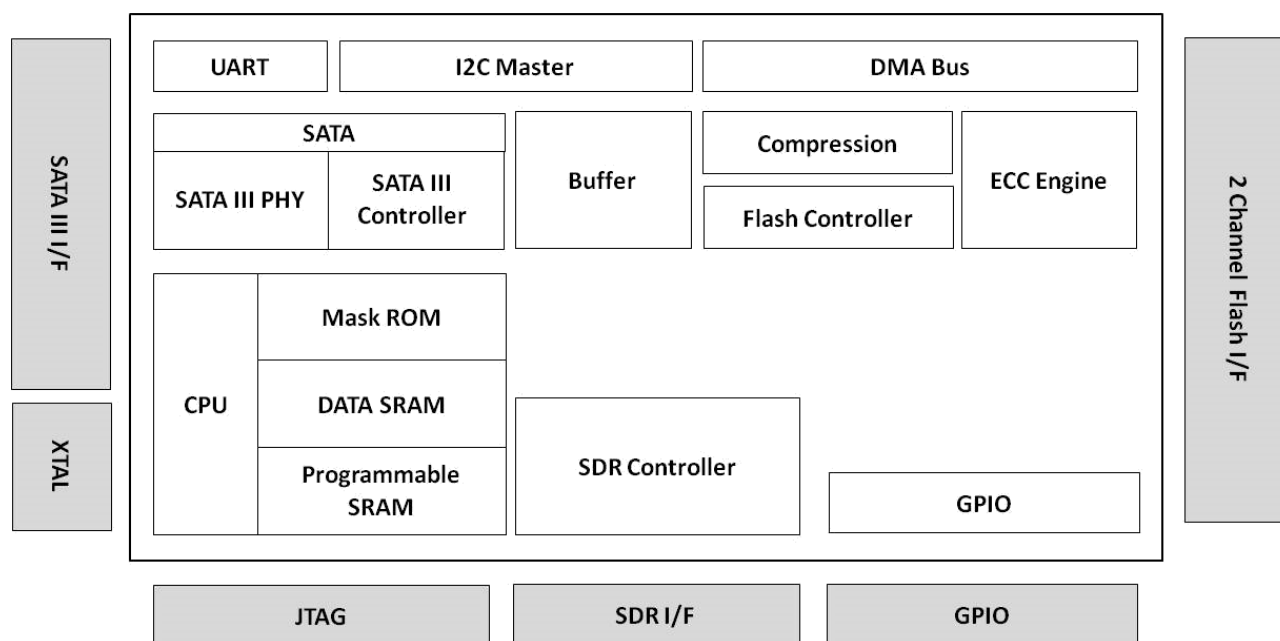 UART
I2C Master
DMA Bus
SATA
SATA III PHY
SATA III
Controller
Buffer
Compression
Flash Controller
ECC Engine
SATA III I/F
2 Channel Flash I/F
CPU
Mask ROM
DATA SRAM
Programmable
SRAM
SDR Controller
GPIO
XTAL
JTAG
SDR I/F
GPIO